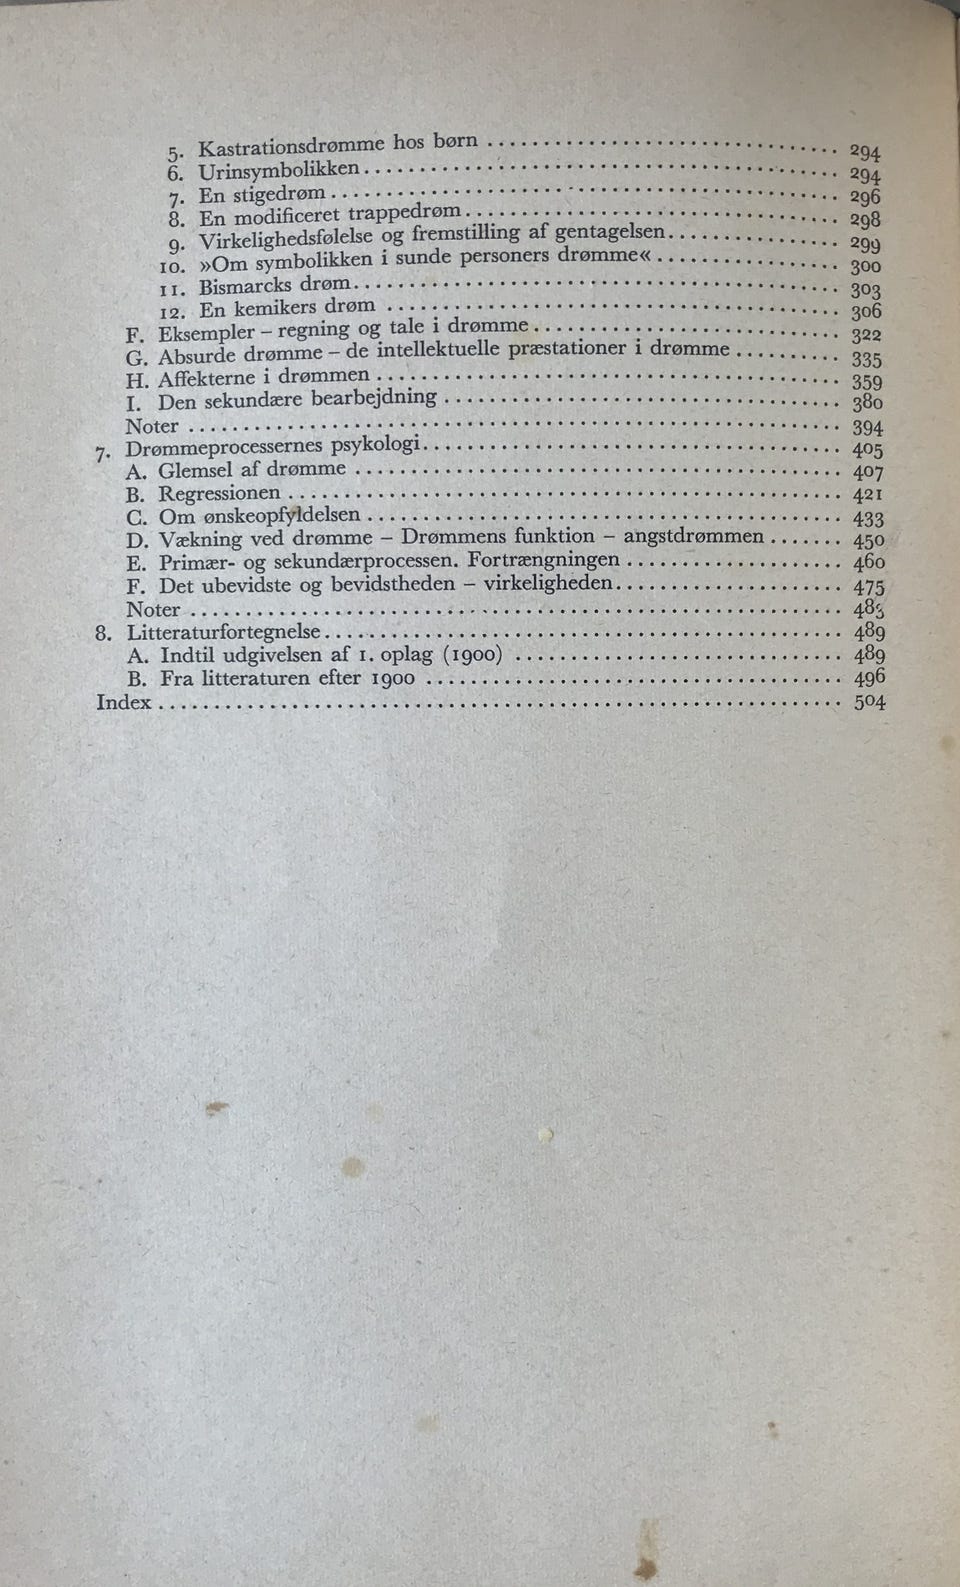 5. Kastrationsdrømme hos børn ........ 294
6. Urinsymbolikken ........ 294
7. En stigedrøm ........ 296
8. En modificeret trappedrøm ........ 298
9. Virkelighedsfølelse og fremstilling af gentagelsen ........ 299
10. »Om symbolikken i sunde personers drømme« ........ 300
11. Bismarcks drøm ........ 303
12. En kemikers drøm ........ 306
F. Eksempler – regning og tale i drømme ........ 322
G. Absurde drømme – de intellektuelle præstationer i drømme ........ 335
H. Affekterne i drømmen ........ 359
I. Den sekundære bearbejdning ........ 380
Noter ........ 394
7. Drømmeprocessernes psykologi ........ 405
A. Glemsel af drømme ........ 407
B. Regressionen ........ 421
C. Om ønskeopfyldelsen ........ 433
D. Vækning ved drømme – Drømmens funktion – angstdrømmen ........ 450
E. Primær- og sekundærprocessen. Fortrængningen ........ 460
F. Det ubevidste og bevidstheden – virkeligheden ........ 475
Noter ........
8. Litteraturfortegnelse ........ 489
A. Indtil udgivelsen af 1. oplag (1900) ........ 489
B. Fra litteraturen efter 1900 ........ 496
Index ........ 504